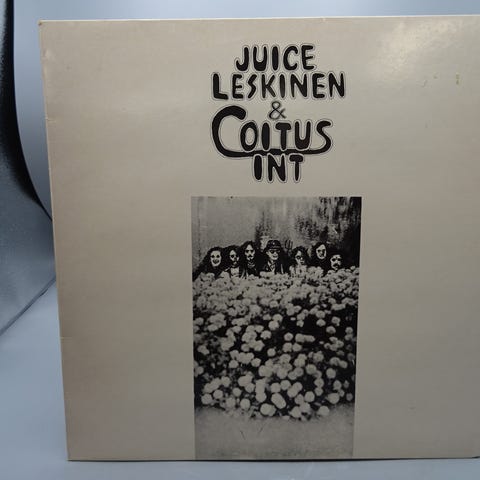 JUICE
LESKINEN
&
COITUS
INT